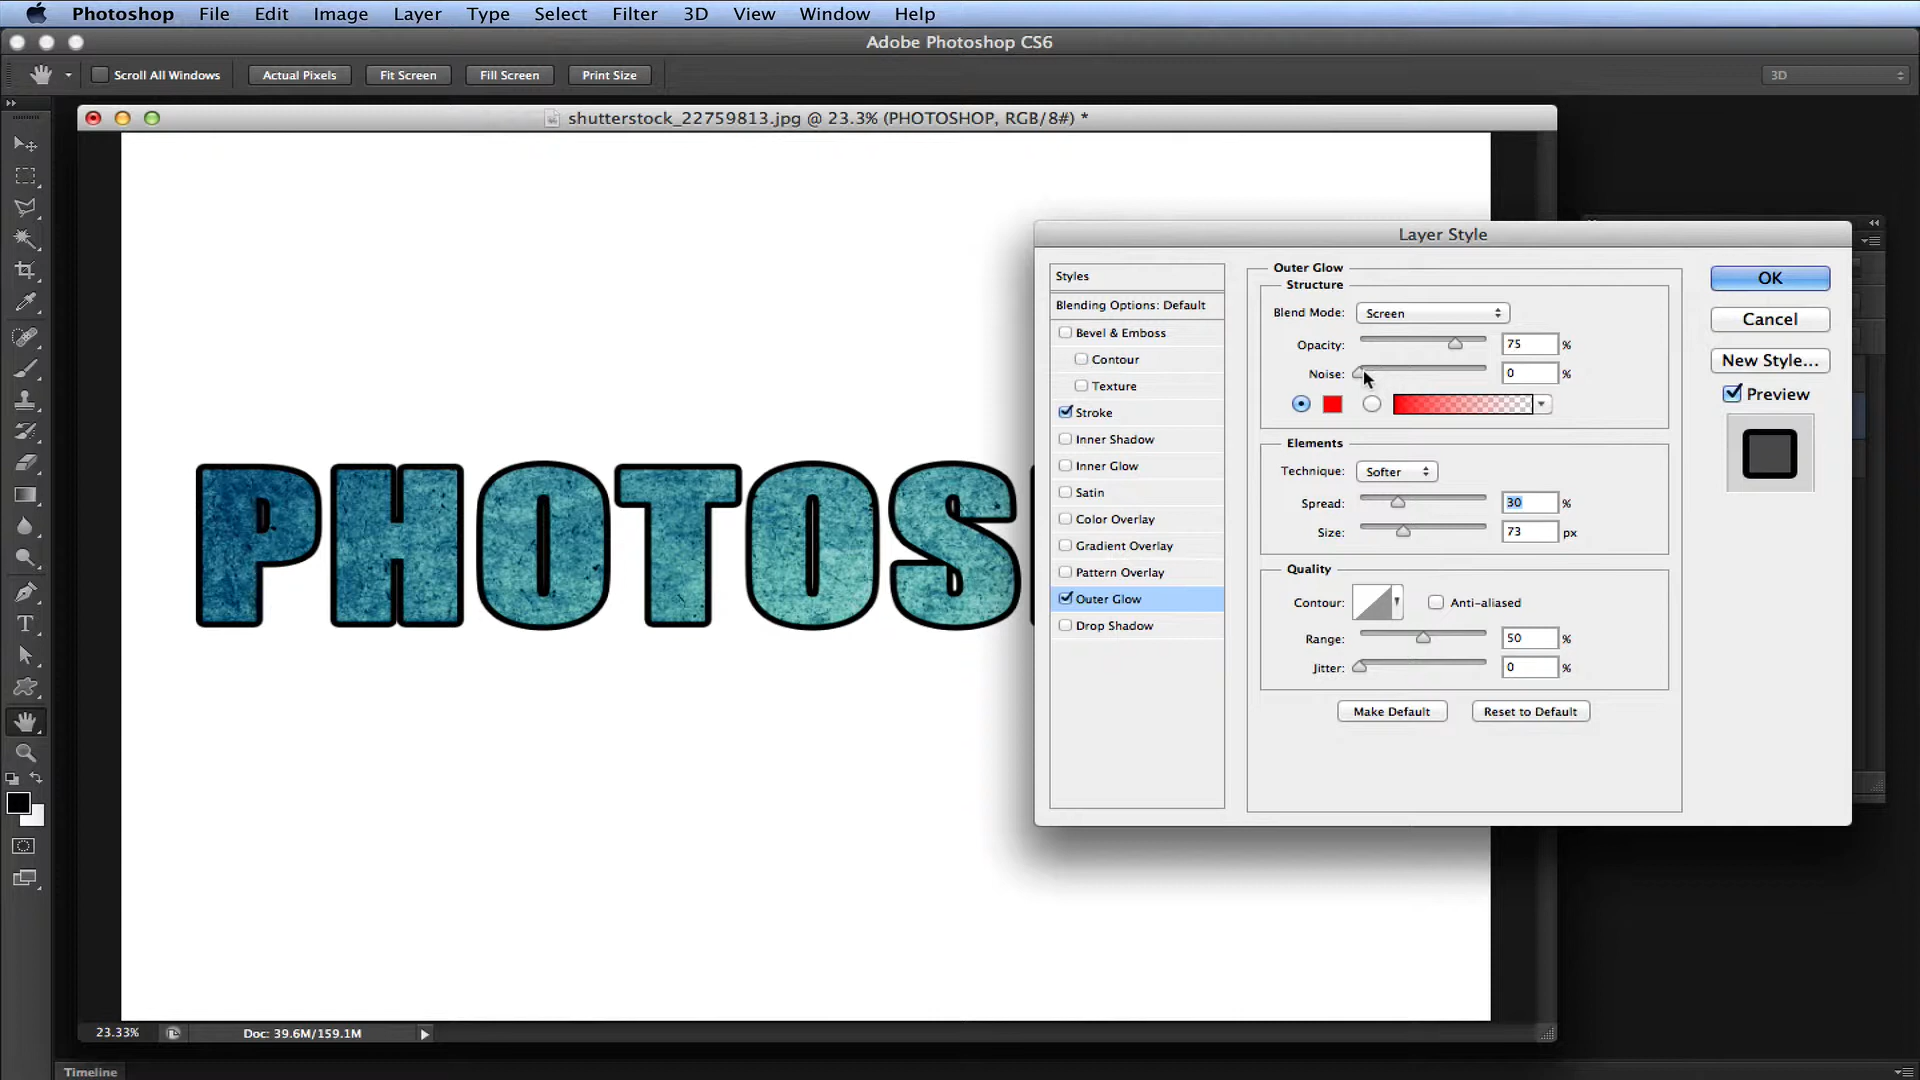 Photoshop File Edit Image Layer Type Select Filter 3D View Window Help
Adobe Photoshop CS6
Scroll All Windows Actual Pixels Fit Screen Fill Screen Print Size 3D
shutterstock_22759813.jpg @ 23.3% (PHOTOSHOP, RGB/8#) *
PHOTOS
Layer Style
Styles
Blending Options: Default
Bevel & Emboss
Contour
Texture
Stroke
Inner Shadow
Inner Glow
Satin
Color Overlay
Gradient Overlay
Pattern Overlay
Outer Glow
Drop Shadow
Outer Glow
Structure
Blend Mode: Screen
Opacity: 75 %
Noise: 0 %
Elements
Technique: Softer
Spread: 30 %
Size: 73 px
Quality
Contour: Anti-aliased
Range: 50 %
Jitter: 0 %
Make Default Reset to Default
OK
Cancel
New Style...
Preview
23.33% Doc: 39.6M/159.1M
Timeline